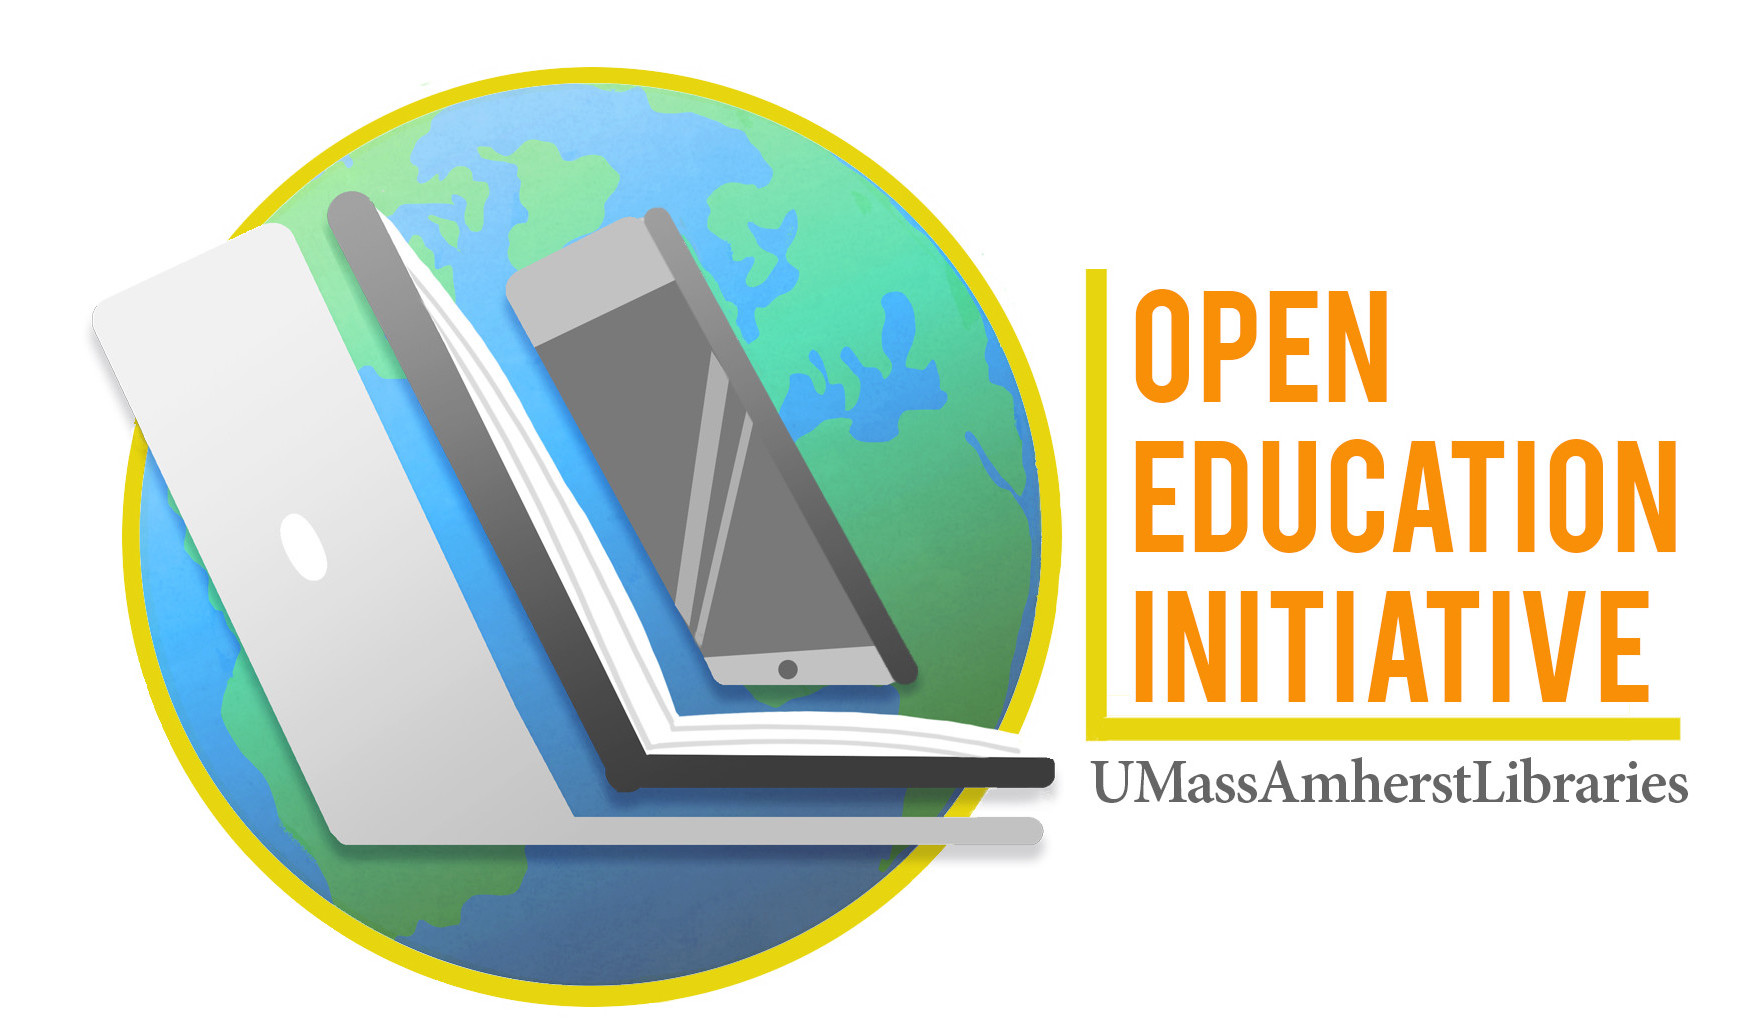 OPEN
EDUCATION
INITIATIVE
UMassAmherstLibraries